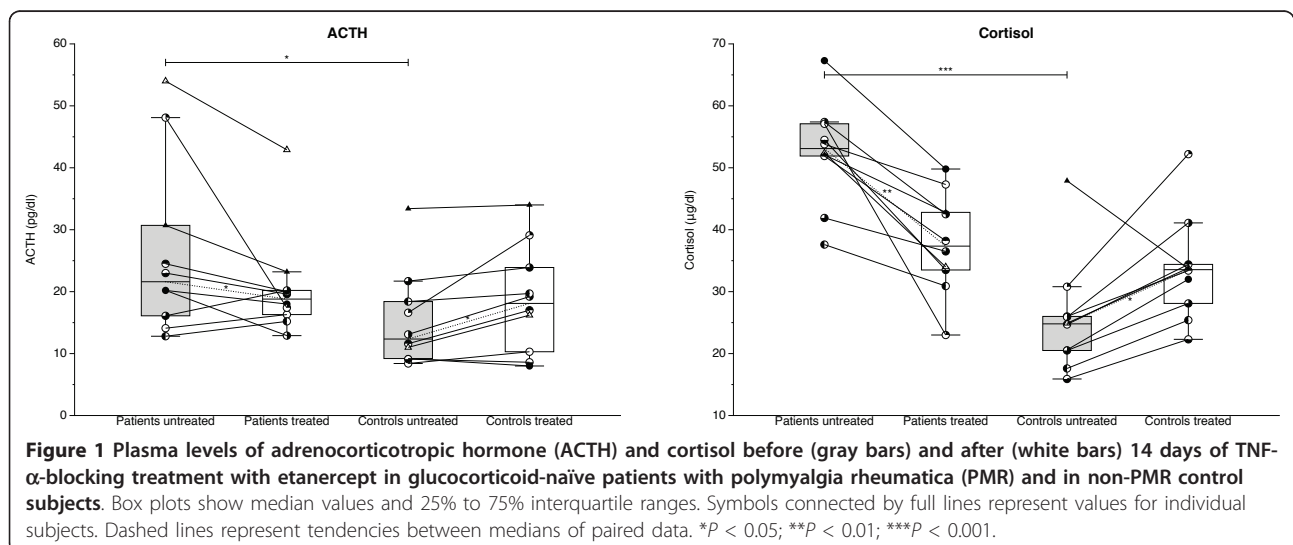 ACTH
60
50
40
30
20
10
0
ACTH (pg/dl)
*
*
*
Patients untreated Patients treated Controls untreated Controls treated
Cortisol
70
60
50
40
30
20
10
Cortisol (µg/dl)
***
**
*
Patients untreated Patients treated Controls untreated Controls treated
Figure 1 Plasma levels of adrenocorticotropic hormone (ACTH) and cortisol before (gray bars) and after (white bars) 14 days of TNF-
α-blocking treatment with etanercept in glucocorticoid-naïve patients with polymyalgia rheumatica (PMR) and in non-PMR control
subjects. Box plots show median values and 25% to 75% interquartile ranges. Symbols connected by full lines represent values for individual
subjects. Dashed lines represent tendencies between medians of paired data. *P < 0.05; **P < 0.01; ***P < 0.001.